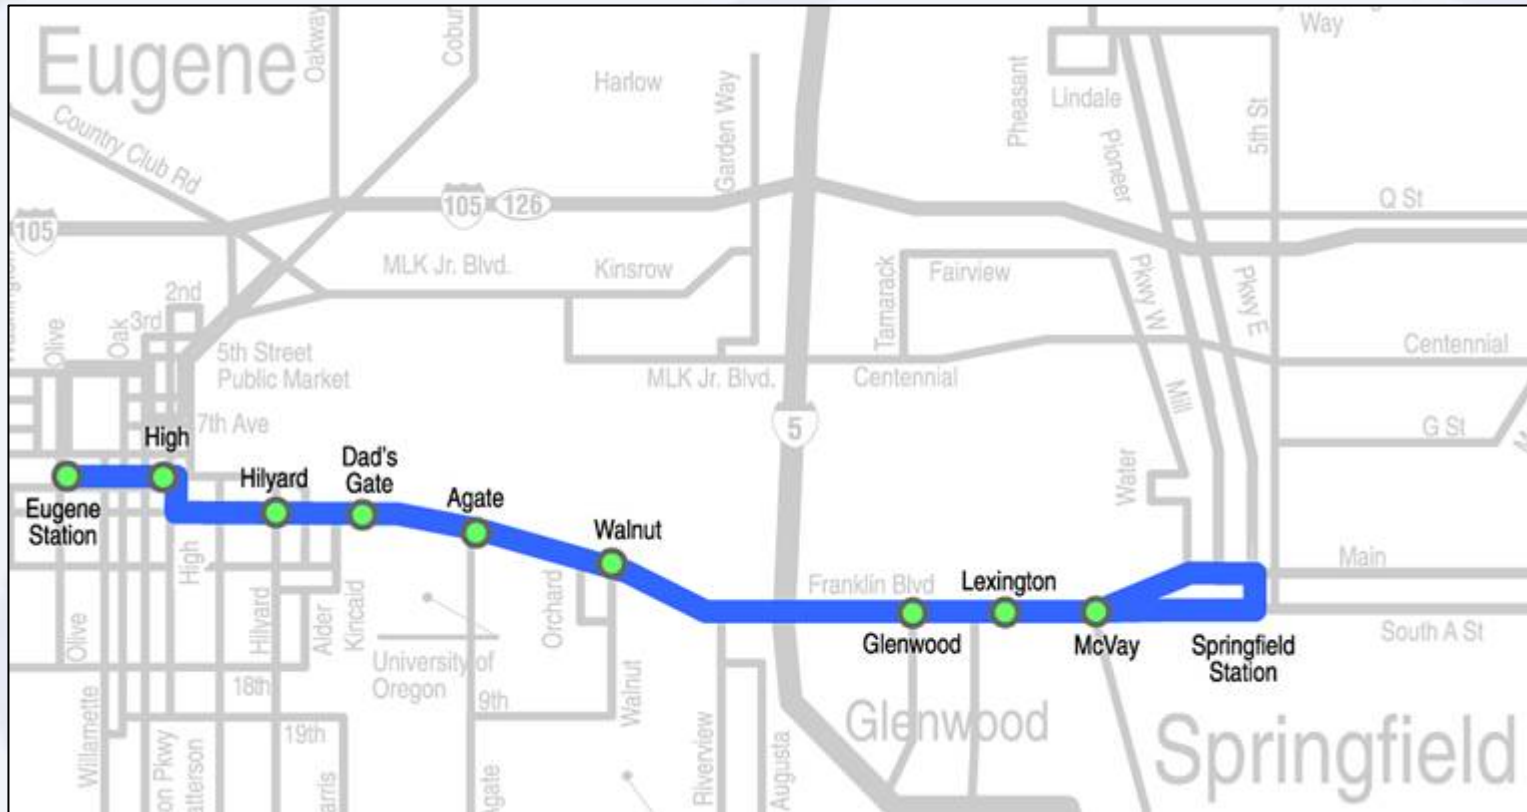 Eugene
Oakway
Coburg
Harlow
Garden Way
Pheasant
Lindale
Way
5th St
Pioneer
Country Club Rd
105
126
105
Q St
MLK Jr. Blvd.
Kinsrow
Tamarack
Fairview
Pkwy W
Pkwy E
2nd
3rd
Olive
Oak
5th Street
Public Market
MLK Jr. Blvd.
Centennial
Centennial
Mill
7th Ave
5
G St
High
Hilyard
Dad's
Gate
Agate
Walnut
Eugene
Station
Water
Main
High
Franklin Blvd
Lexington
Glenwood
McVay
Springfield
Station
South A St
Olive
Hilyard
Alder
Kincaid
Orchard
University of
Oregon
18th
9th
19th
Walnut
Willamette
Riverview
Augusta
Glenwood
Springfield
on Pkwy
atterson
arris
Agate